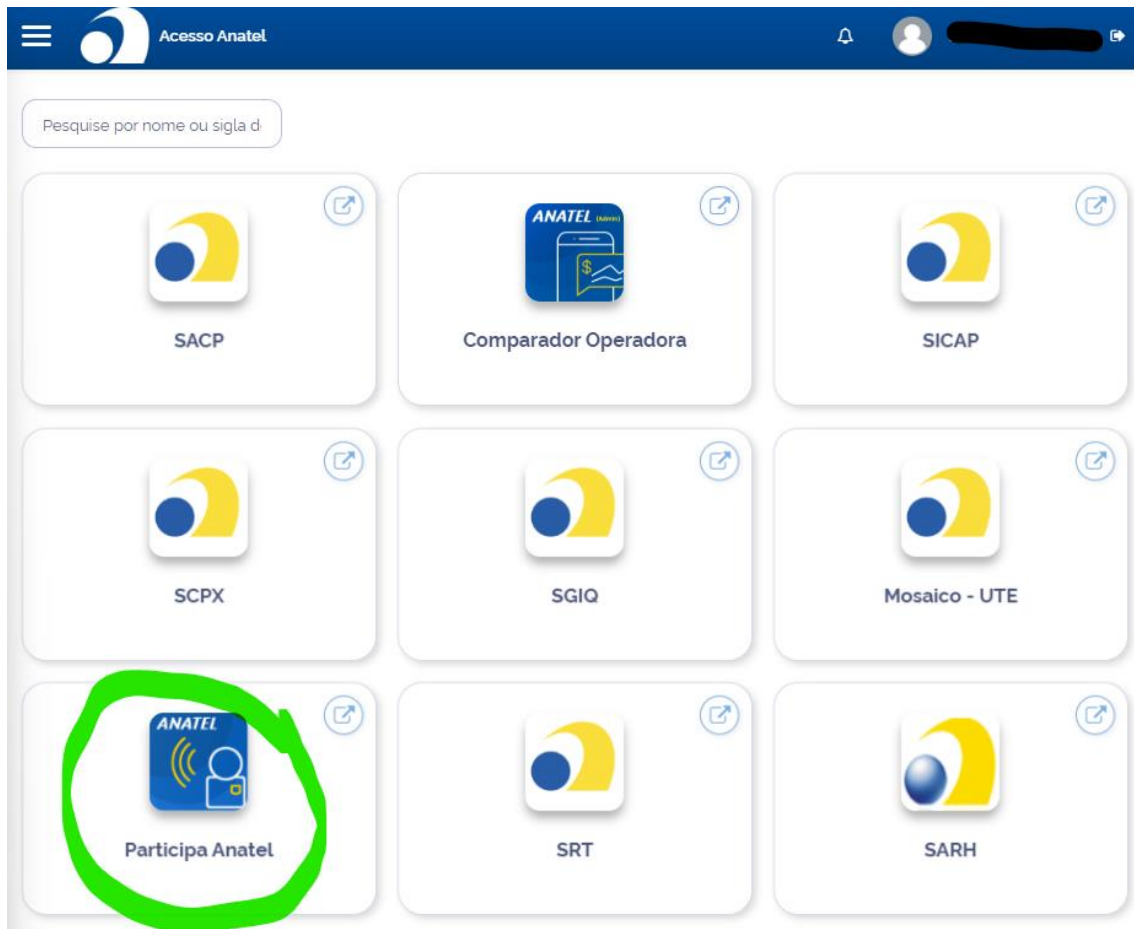 Acesso Anatel
Pesquise por nome ou sigla d
SACP
ANATEL (Admin)
$
Comparador Operadora
SICAP
SCPX
SGIQ
Mosaico - UTE
ANATEL
Participa Anatel
SRT
SARH